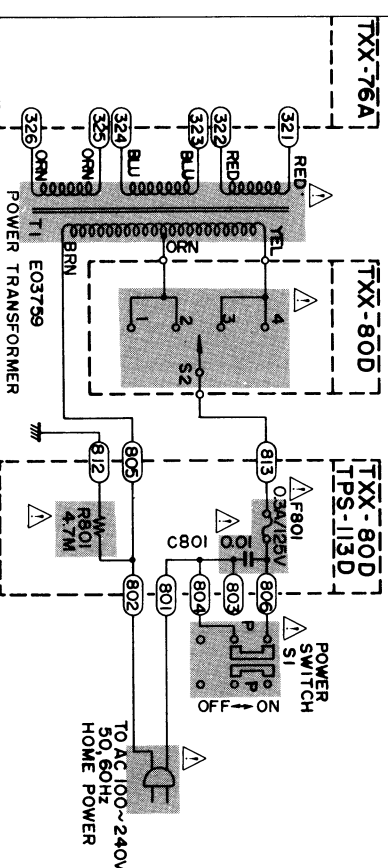 TXX-76A
326
325
324
323
322
321
ORN
ORN
BLU
BLU
RED
RED
T1
E03759
POWER TRANSFORMER
BRN
ORN
YEL
TXX-80D
1
2
3
4
S2
TXX-80D
TPS-113D
813
F801
0.3A/125V
C801
0.01
812
805
R801
4.7M
802
801
804
803
806
P
P
POWER
SWITCH
S1
OFF↔ON
TO AC 100~240V
50,60Hz
HOME POWER